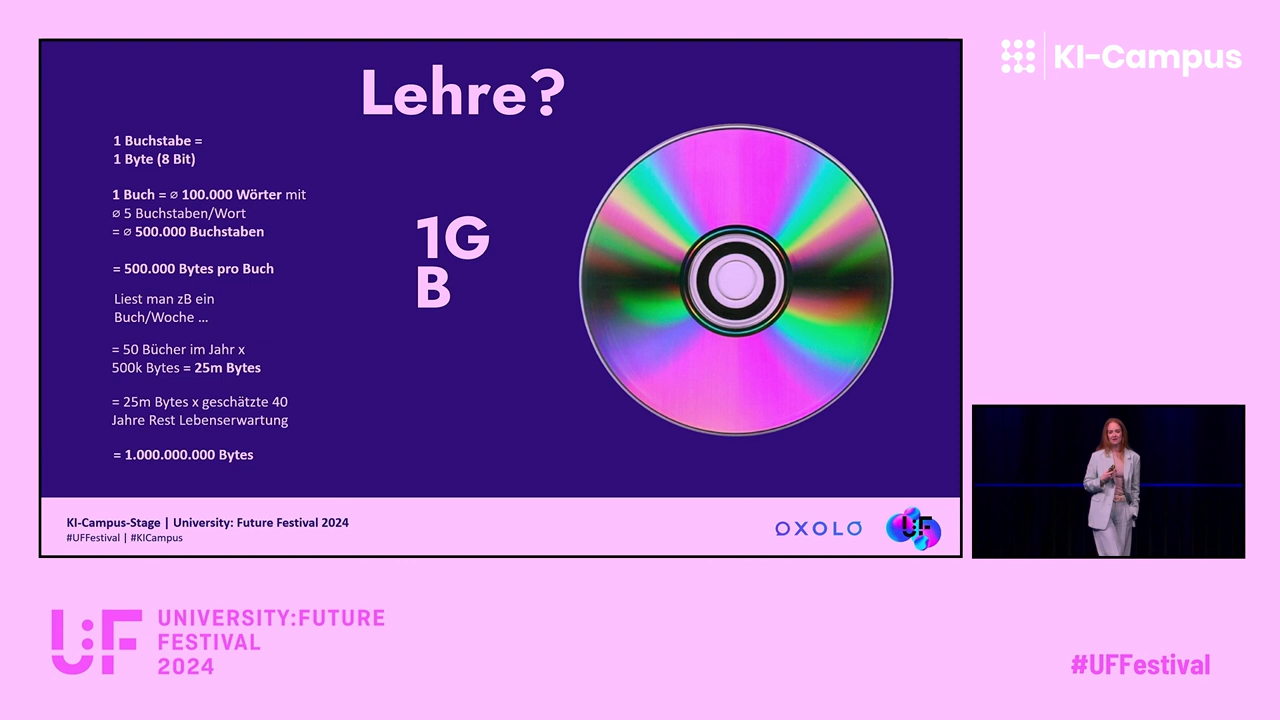 KI-Campus
Lehre?
1 Buchstabe =
1 Byte (8 Bit)
1 Buch = ⌀ 100.000 Wörter mit
⌀ 5 Buchstaben/Wort
= ⌀ 500.000 Buchstaben
= 500.000 Bytes pro Buch
Liest man zB ein
Buch/Woche ...
= 50 Bücher im Jahr x
500k Bytes = 25m Bytes
= 25m Bytes x geschätzte 40
Jahre Rest Lebenserwartung
= 1.000.000.000 Bytes
1G
B
KI-Campus-Stage | University: Future Festival 2024
#UFFestival | #KICampus
OXOLO
U:F
U:F
UNIVERSITY:FUTURE
FESTIVAL
2024
#UFFestival